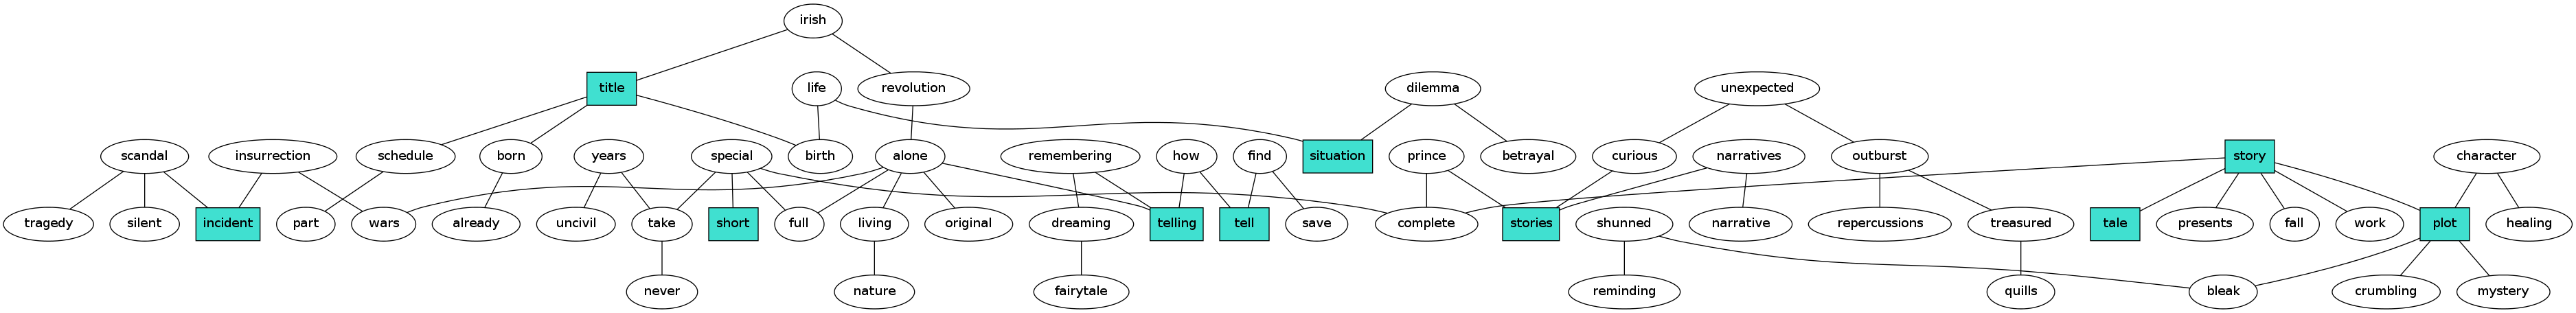 irish
title life revolution dilemma unexpected
scandal insurrection schedule born years special birth alone remembering how find situation prince betrayal curious narratives outburst story character
tragedy silent incident part wars already uncivil take short full living original dreaming telling tell save complete stories shunned narrative repercussions treasured tale presents fall work plot healing
never nature fairytale reminding quills bleak crumbling mystery